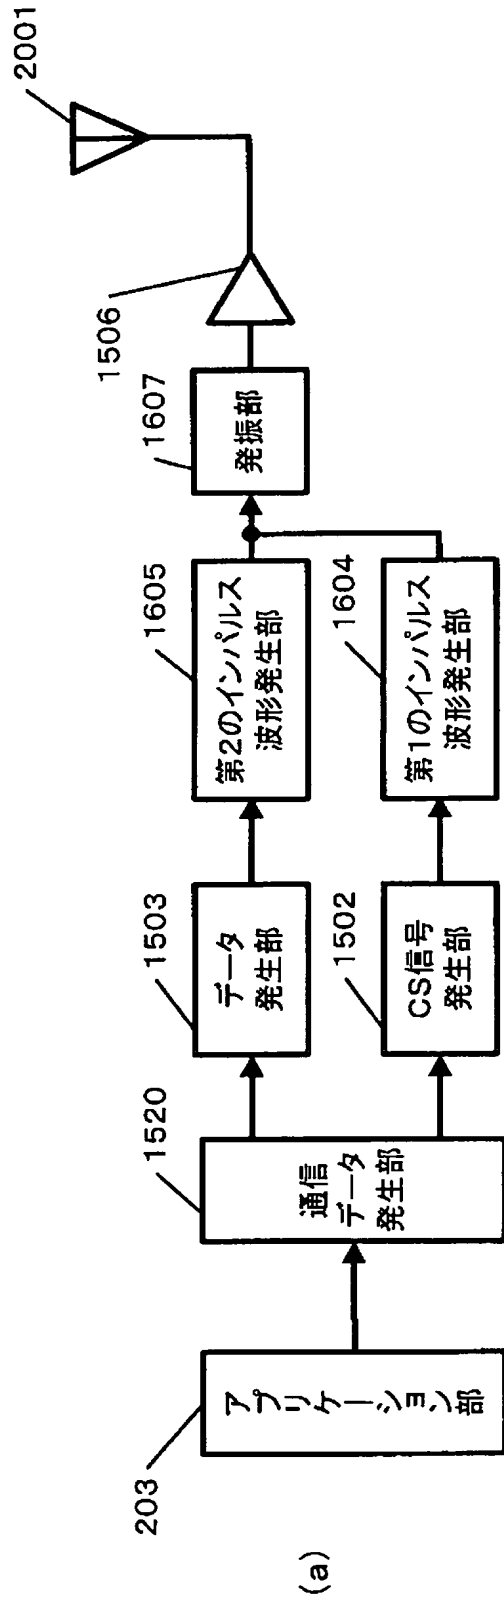 (a)
203
アプリケーション部
1520
通信
データ
発生部
1503
データ
発生部
1502
CS信号
発生部
1605
第2のインパルス
波形発生部
1604
第1のインパルス
波形発生部
1607
発振部
1506
2001